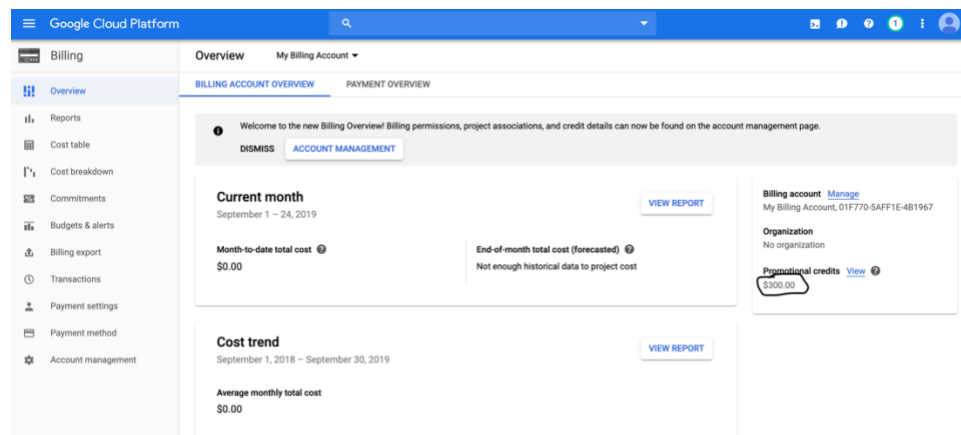 Google Cloud Platform
1
Billing
Overview
My Billing Account
Overview
Reports
Cost table
Cost breakdown
Commitments
Budgets & alerts
Billing export
Transactions
Payment settings
Payment method
Account management
BILLING ACCOUNT OVERVIEW
PAYMENT OVERVIEW
Welcome to the new Billing Overview! Billing permissions, project associations, and credit details can now be found on the account management page.
DISMISS
ACCOUNT MANAGEMENT
Current month
VIEW REPORT
September 1 – 24, 2019
Month-to-date total cost
$0.00
End-of-month total cost (forecasted)
Not enough historical data to project cost
Billing account Manage
My Billing Account, 01F770-5AFF1E-4B1967
Organization
No organization
Promotional credits View
$300.00
Cost trend
VIEW REPORT
September 1, 2018 – September 30, 2019
Average monthly total cost
$0.00